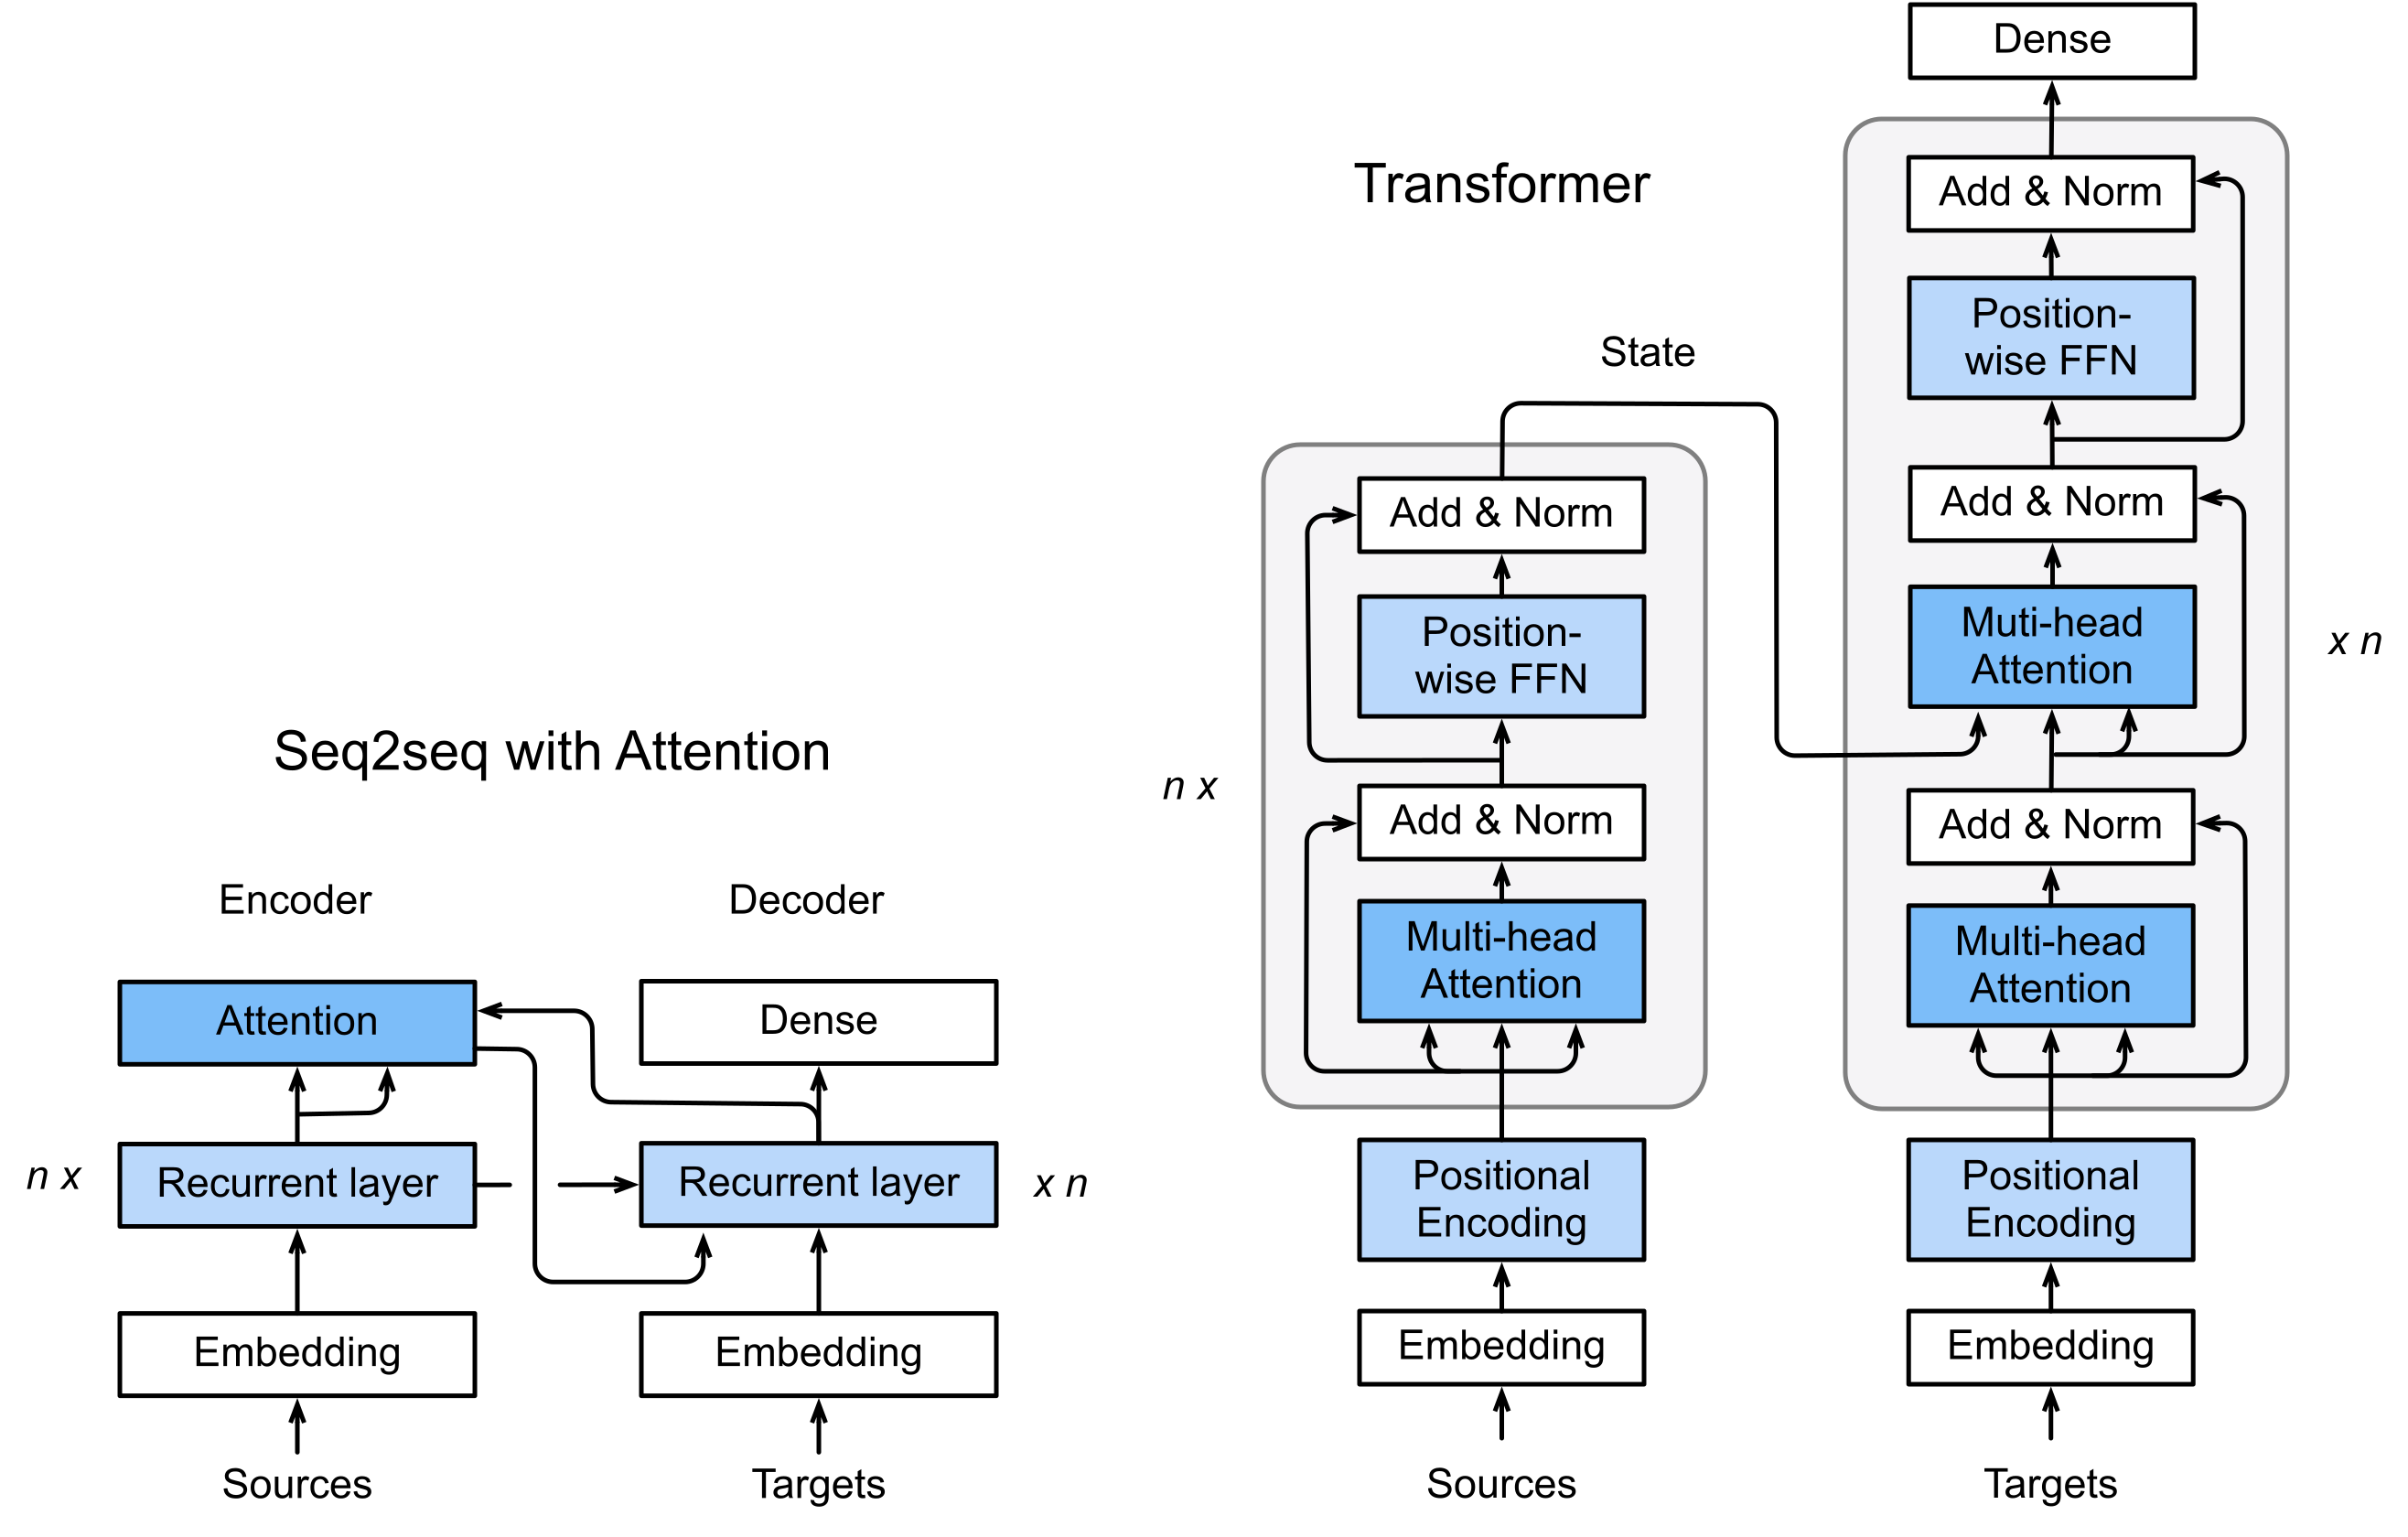 Seq2seq with Attention
Encoder
Decoder
Attention
Dense
n x
Recurrent layer
Recurrent layer
x n
Embedding
Embedding
Sources
Targets
Transformer
State
n x
Add & Norm
Position-
wise FFN
Add & Norm
Multi-head
Attention
Positional
Encoding
Embedding
Sources
Dense
Add & Norm
Position-
wise FFN
Add & Norm
Muti-head
Attention
x n
Add & Norm
Multi-head
Attention
Positional
Encoding
Embedding
Targets